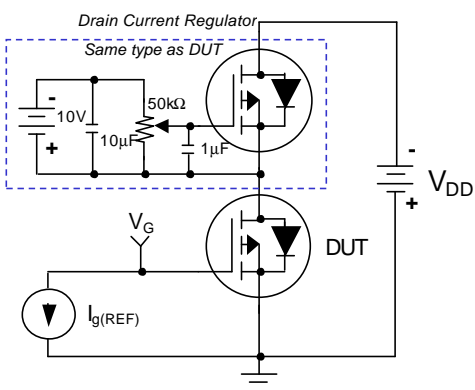 Drain Current Regulator
Same type as DUT
-
10V
+
10μF
50kΩ
1μF
-
V_DD
+
V_G
DUT
I_g(REF)